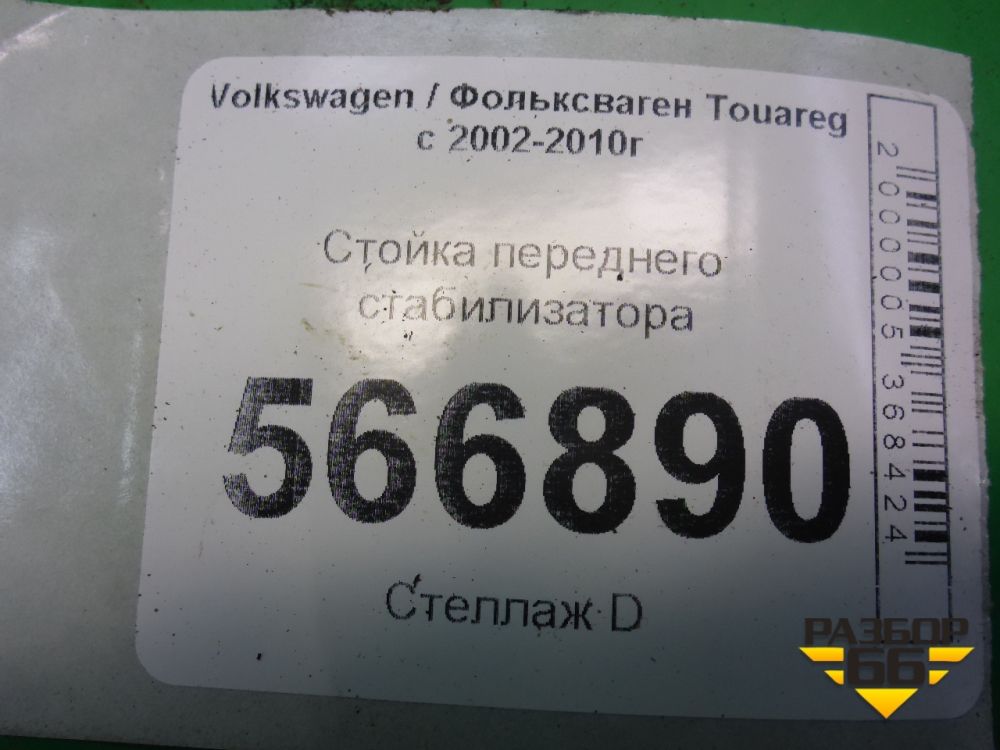 Volkswagen / Фольксваген Touareg
с 2002-2010г
Стойка переднего
стабилизатора
566890
Стеллаж D
2000005368424
РАЗБОР
66